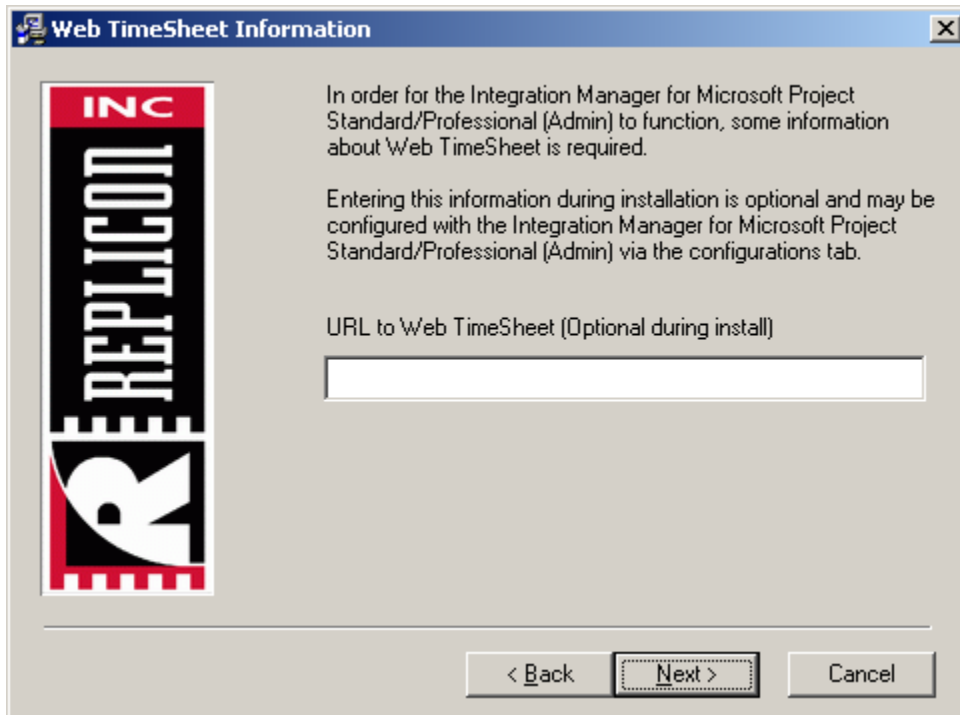 Web TimeSheet Information
INC
REPLICON
R
In order for the Integration Manager for Microsoft Project
Standard/Professional (Admin) to function, some information
about Web TimeSheet is required.
Entering this information during installation is optional and may be
configured with the Integration Manager for Microsoft Project
Standard/Professional (Admin) via the configurations tab.
URL to Web TimeSheet (Optional during install)
< Back
Next >
Cancel